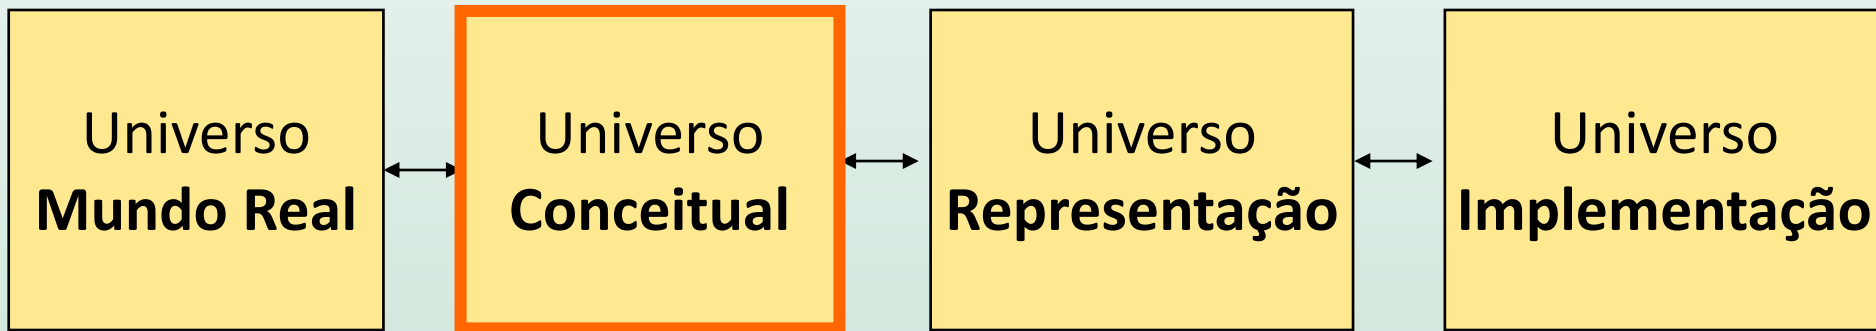 Universo
Mundo Real
Universo
Conceitual
Universo
Representação
Universo
Implementação